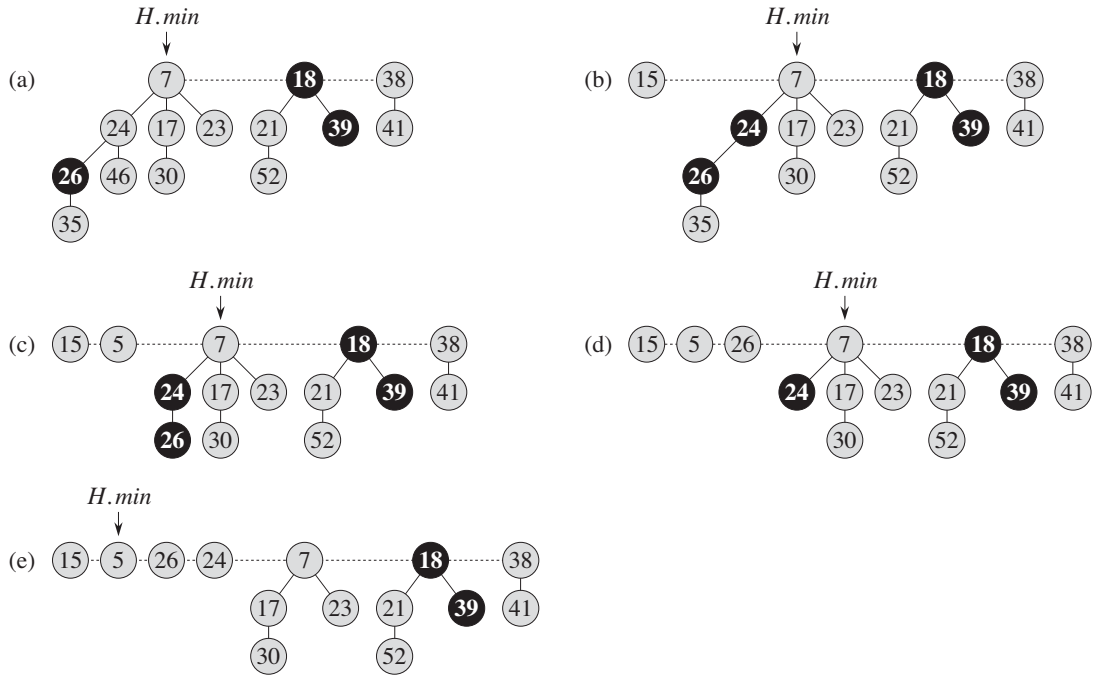 H.min
H.min
(a) 7 18 38
(b) 15 7 18 38
24 17 23 21 39 41
24 17 23 21 39 41
26 46 30 52
26 30 52
35
35
H.min
H.min
(c) 15 5 7 18 38
(d) 15 5 26 7 18 38
24 17 23 21 39 41
24 17 23 21 39 41
26 30 52
30 52
H.min
(e) 15 5 26 24 7 18 38
17 23 21 39 41
30 52